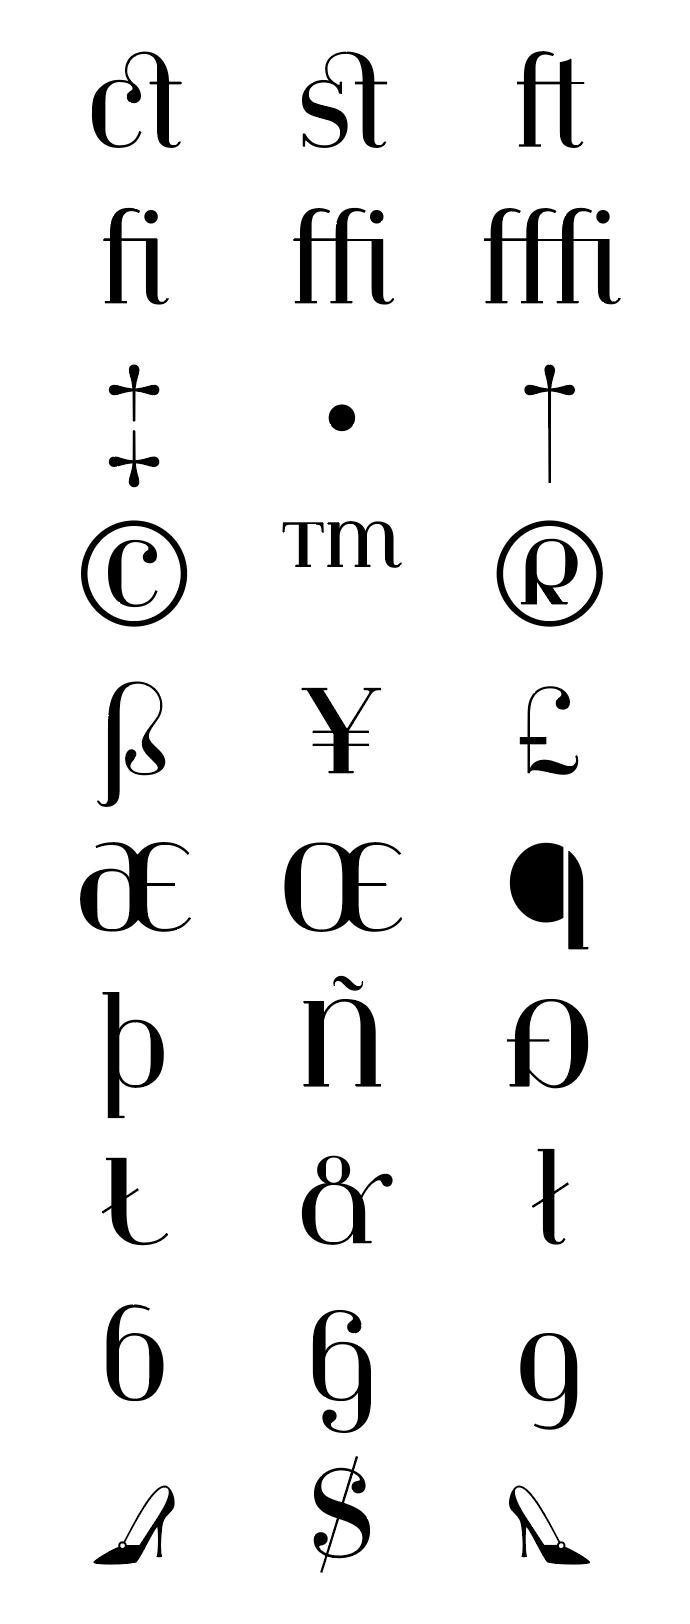 ct st ft
fi ffi fffi
‡ • †
© ™ ®
ß ¥ £
Æ Œ ¶
þ Ñ Ð
Ł & ł
6 9
$